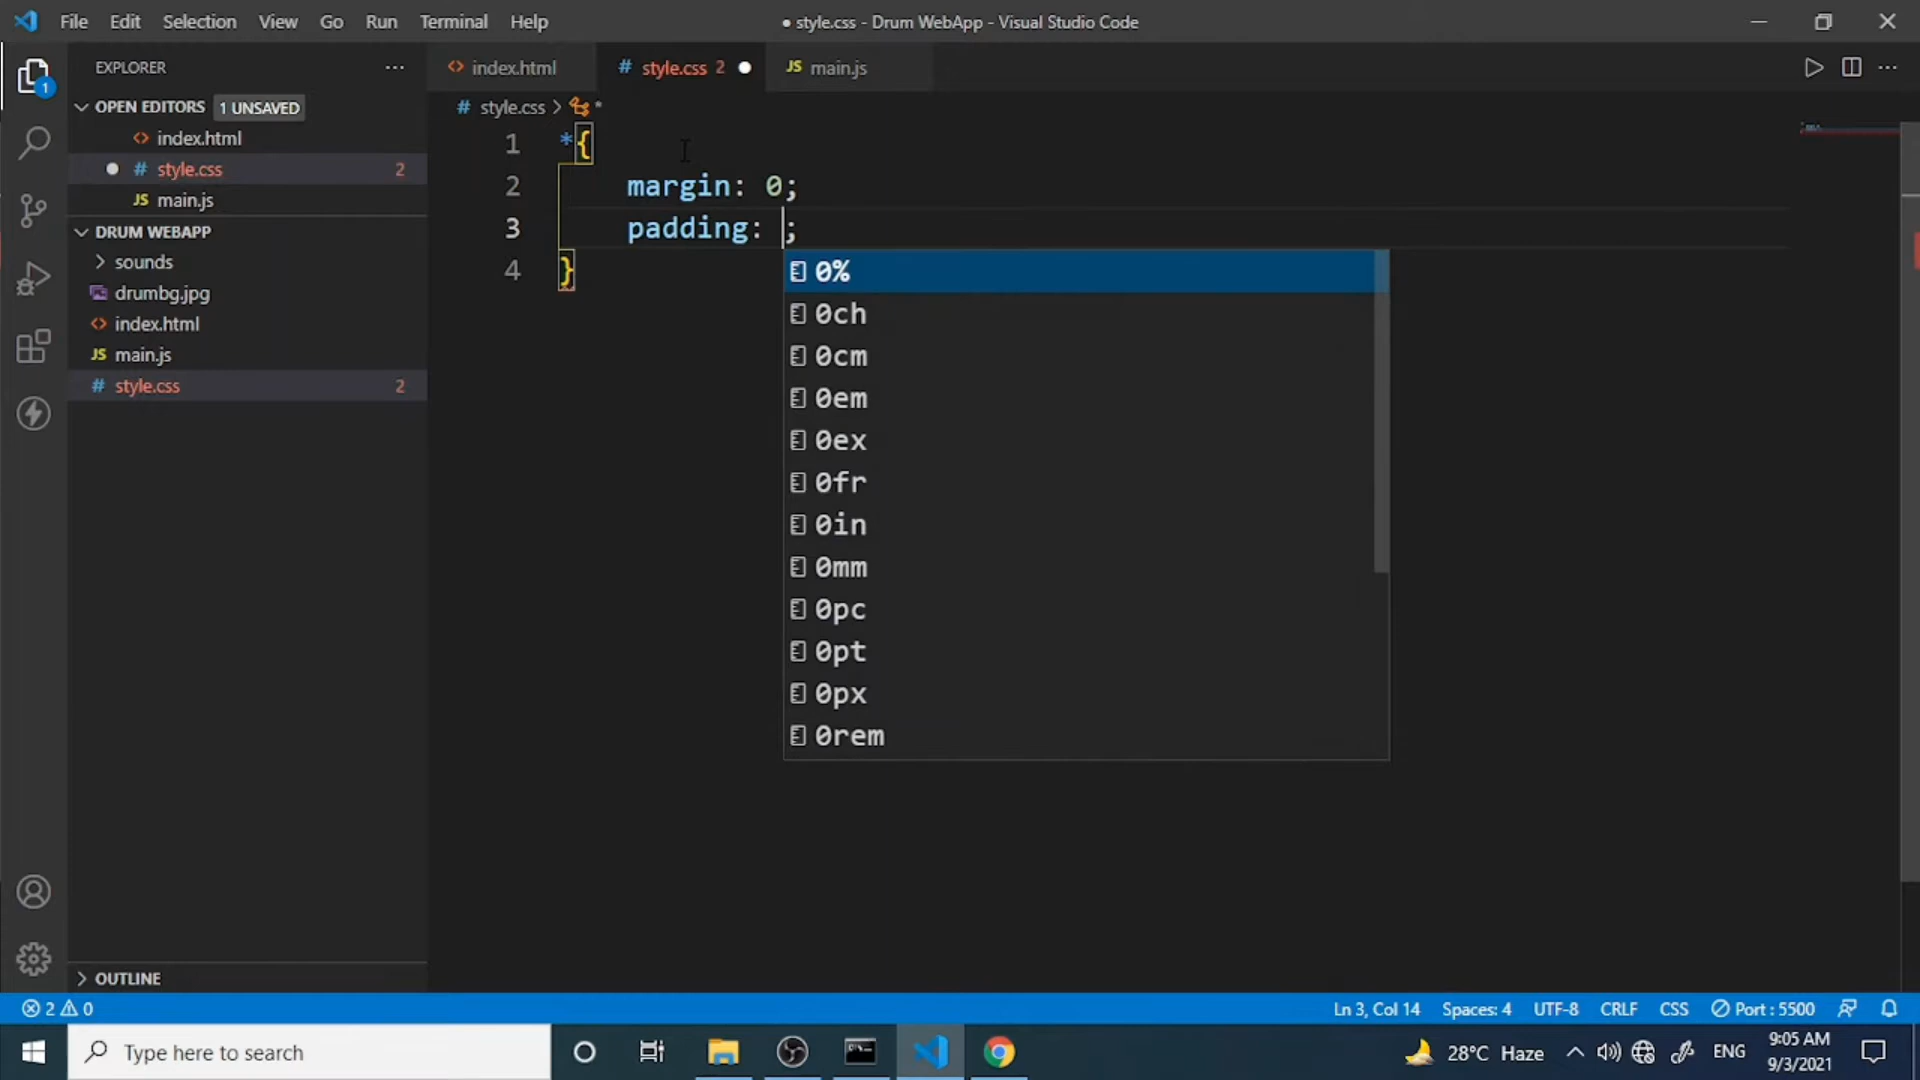 File Edit Selection View Go Run Terminal Help
● style.css - Drum WebApp - Visual Studio Code
EXPLORER
OPEN EDITORS 1 UNSAVED
index.html
style.css 2
main.js
DRUM WEBAPP
sounds
drumbg.jpg
index.html
JS main.js
# style.css 2
OUTLINE
index.html
# style.css 2
JS main.js
# style.css > *
1 *{
2 margin: 0;
3 padding: ;
4 }
0%
0ch
0cm
0em
0ex
0fr
0in
0mm
0pc
0pt
0px
0rem
2 0
Ln 3, Col 14 Spaces: 4 UTF-8 CRLF CSS Port : 5500
Type here to search
28°C Haze ENG
9:05 AM
9/3/2021